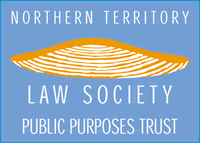 NORTHERN TERRITORY
LAW SOCIETY
PUBLIC PURPOSES TRUST